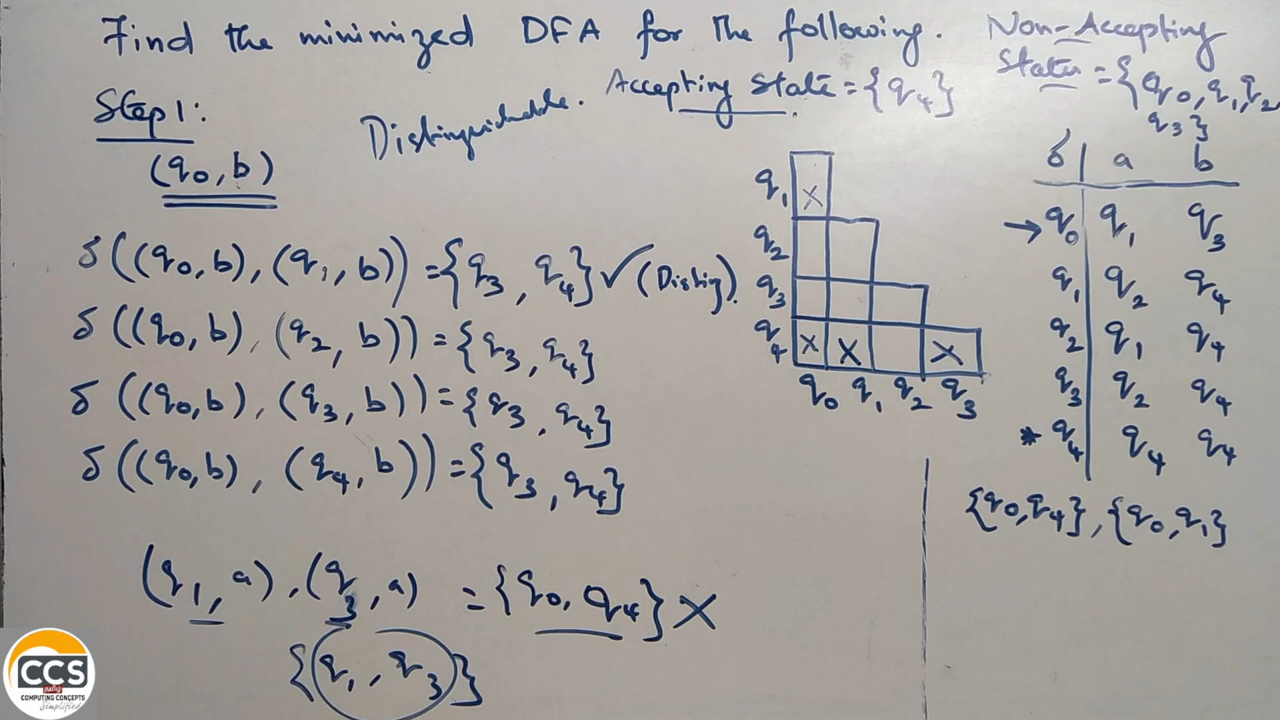 Find the minimized DFA for the following.
Step 1:
Distinguishable.
Accepting State = {q₄}
Non-Accepting
States = {q₀, q₁, q₂
q₃}
(q₀, b)
δ((q₀, b), (q₁, b)) = {q₃, q₄} ✓ (Disting).
δ((q₀, b), (q₂, b)) = {q₃, q₄}
δ((q₀, b), (q₃, b)) = {q₃, q₄}
δ((q₀, b), (q₄, b)) = {q₃, q₄}
(q₁, a), (q₃, a) = {q₀, q₄} X
{q₁, q₃}
q₁ X
q₂
q₃
q₄ X X X
q₀ q₁ q₂ q₃
δ | a b
→ q₀ q₁ q₃
q₁ q₂ q₄
q₂ q₁ q₄
q₃ q₂ q₄
* q₄ q₄ q₄
{q₀, q₄}, {q₀, q₁}
CCS
COMPUTING CONCEPTS
Simplified